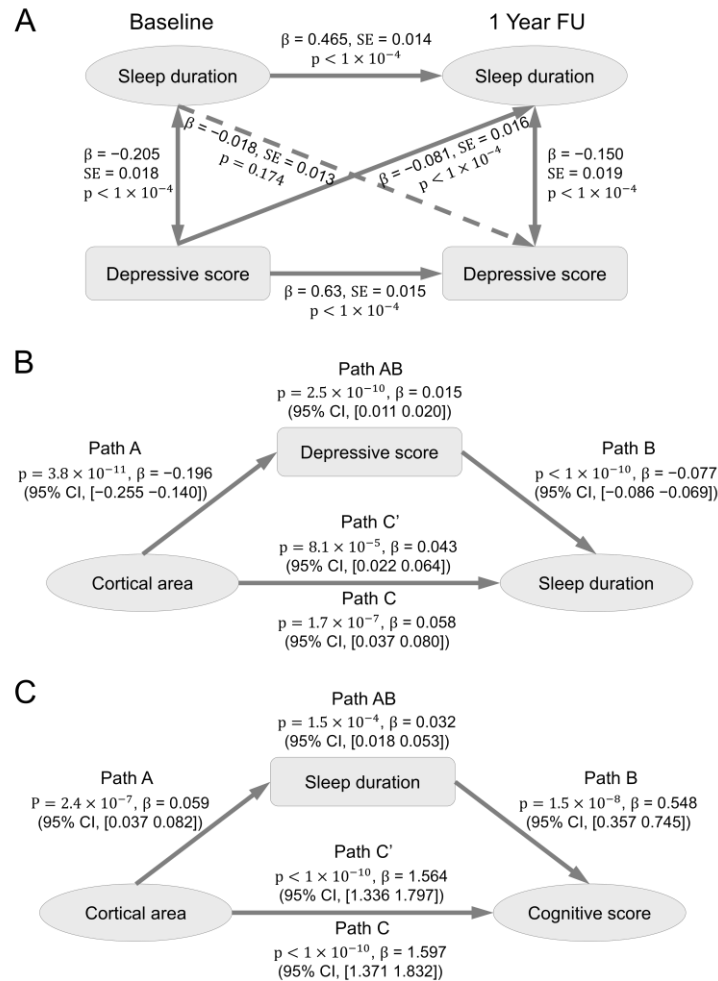 A
Baseline
1 Year FU
β = 0.465, SE = 0.014
p < 1 × 10⁻⁴
Sleep duration
Sleep duration
β = −0.205
SE = 0.018
p < 1 × 10⁻⁴
β = −0.018, SE = 0.013
p = 0.174
β = −0.081, SE = 0.016
p < 1 × 10⁻⁴
β = −0.150
SE = 0.019
p < 1 × 10⁻⁴
Depressive score
Depressive score
β = 0.63, SE = 0.015
p < 1 × 10⁻⁴
B
Path AB
p = 2.5 × 10⁻¹⁰, β = 0.015
(95% CI, [0.011 0.020])
Depressive score
Path A
p = 3.8 × 10⁻¹¹, β = −0.196
(95% CI, [−0.255 −0.140])
Path B
p < 1 × 10⁻¹⁰, β = −0.077
(95% CI, [−0.086 −0.069])
Path C'
p = 8.1 × 10⁻⁵, β = 0.043
(95% CI, [0.022 0.064])
Cortical area
Sleep duration
Path C
p = 1.7 × 10⁻⁷, β = 0.058
(95% CI, [0.037 0.080])
C
Path AB
p = 1.5 × 10⁻⁴, β = 0.032
(95% CI, [0.018 0.053])
Sleep duration
Path A
P = 2.4 × 10⁻⁷, β = 0.059
(95% CI, [0.037 0.082])
Path B
p = 1.5 × 10⁻⁸, β = 0.548
(95% CI, [0.357 0.745])
Path C'
p < 1 × 10⁻¹⁰, β = 1.564
(95% CI, [1.336 1.797])
Cortical area
Cognitive score
Path C
p < 1 × 10⁻¹⁰, β = 1.597
(95% CI, [1.371 1.832])